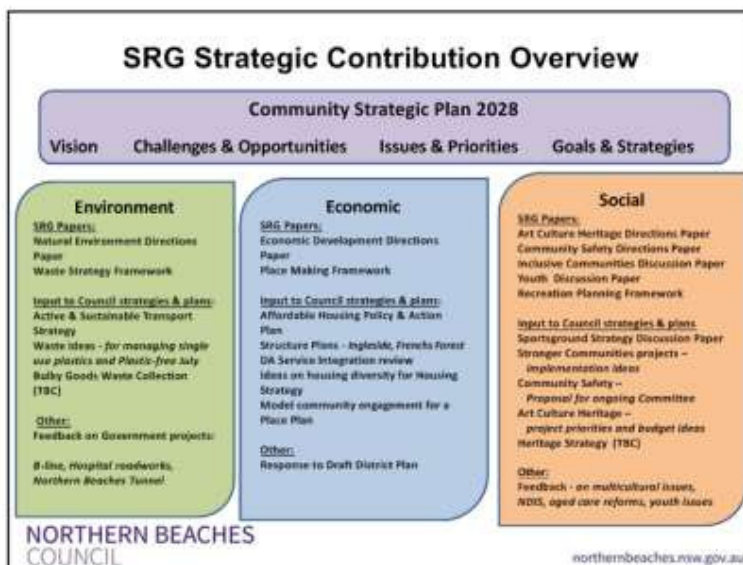 SRG Strategic Contribution Overview
Community Strategic Plan 2028
Vision Challenges & Opportunities Issues & Priorities Goals & Strategies
Environment
SRG Papers:
Natural Environment Directions
Paper
Waste Strategy Framework
Input to Council strategies & plans:
Active & Sustainable Transport
Strategy
Waste ideas - for managing single
use plastics and Plastic-free July
Bulky Goods Waste Collection
(TBC)
Other:
Feedback on Government projects:
B-line, Hospital roadworks,
Northern Beaches Tunnel
Economic
SRG Papers:
Economic Development Directions
Paper
Place Making Framework
Input to Council strategies & plans:
Affordable Housing Policy & Action
Plan
Structure Plans - Ingleside, Frenchs Forest
DA Service Integration review
Ideas on housing diversity for Housing
Strategy
Model community engagement for a
Place Plan
Other:
Response to Draft District Plan
Social
SRG Papers:
Art Culture Heritage Directions Paper
Community Safety Directions Paper
Inclusive Communities Discussion Paper
Youth Discussion Paper
Recreation Planning Framework
Input to Council strategies & plans
Sportsground Strategy Discussion Paper
Stronger Communities projects –
implementation ideas
Community Safety –
Proposal for ongoing Committee
Art Culture Heritage –
project priorities and budget ideas
Heritage Strategy (TBC)
Other:
Feedback - on multicultural issues,
NDIS, aged care reforms, youth issues
NORTHERN BEACHES
COUNCIL
northernbeaches.nsw.gov.au